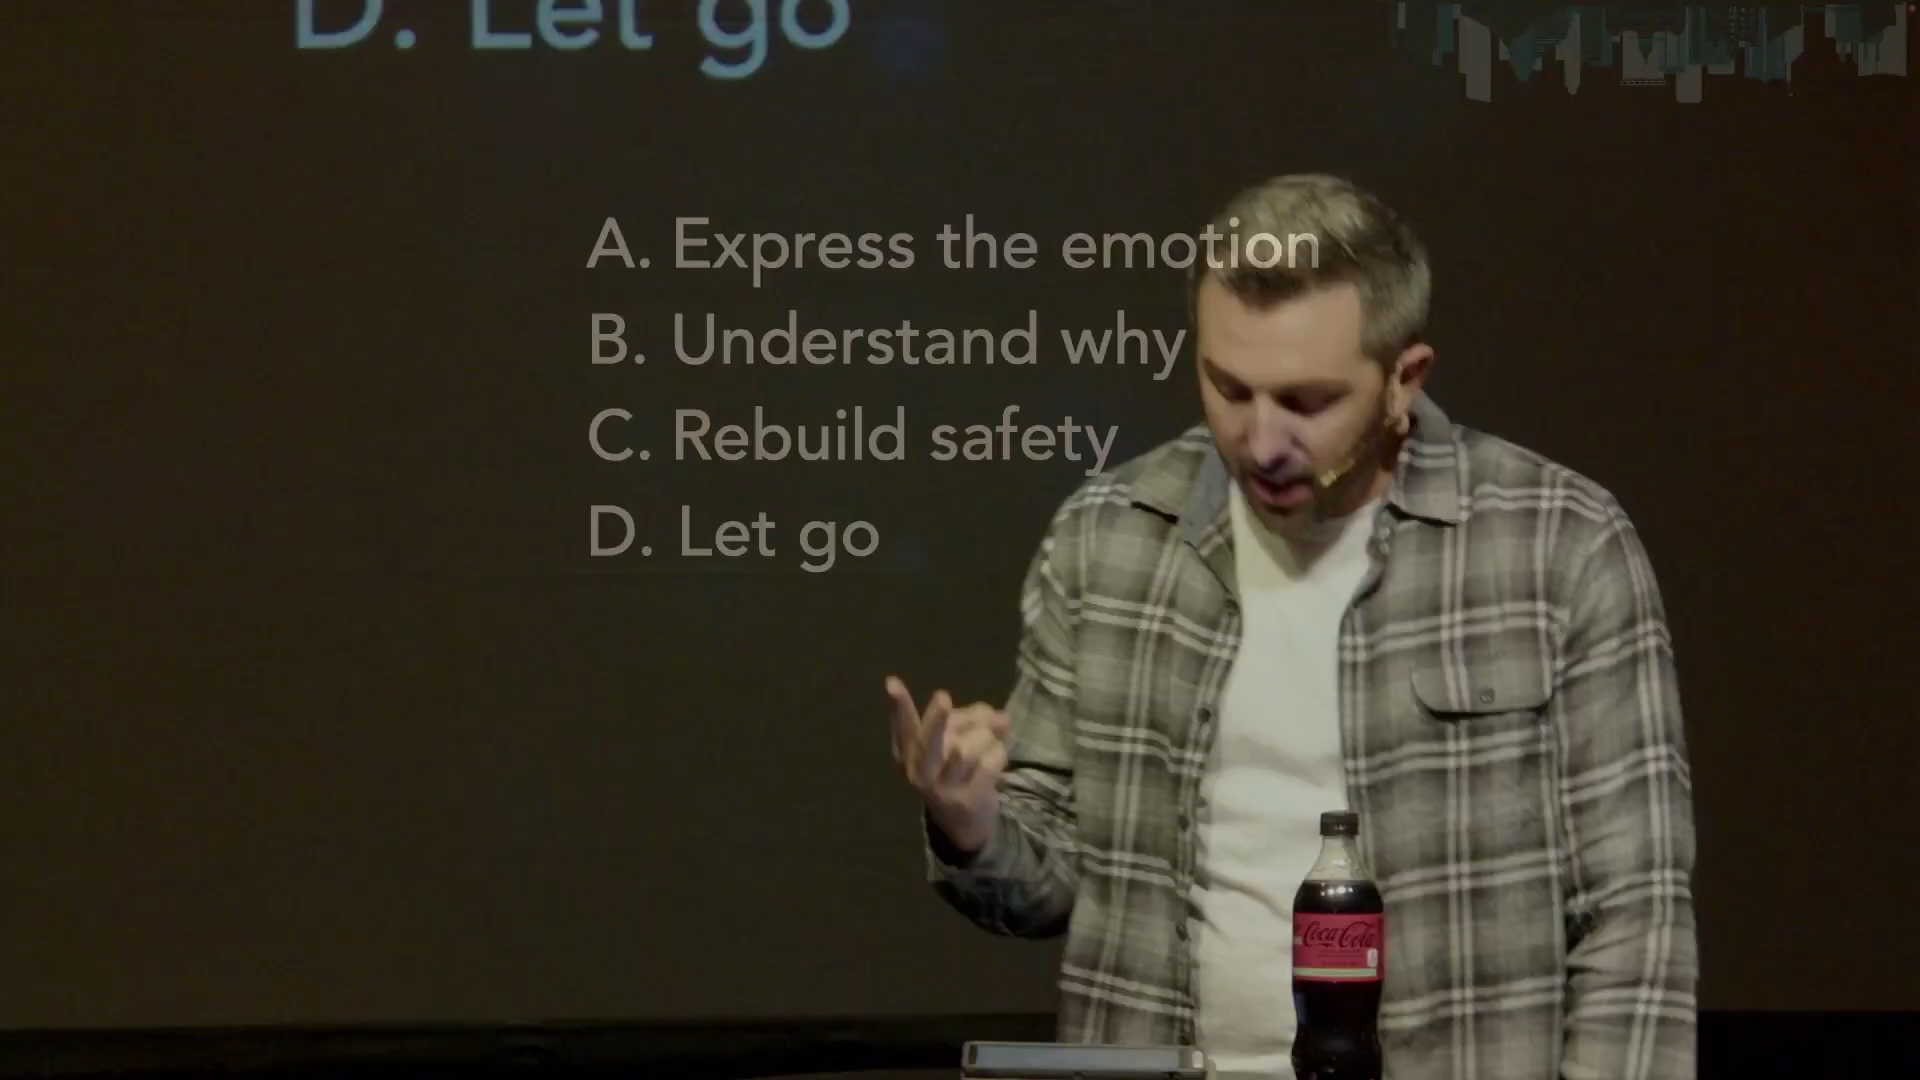 D. Let go
A. Express the emotion
B. Understand why
C. Rebuild safety
D. Let go
Coca-Cola